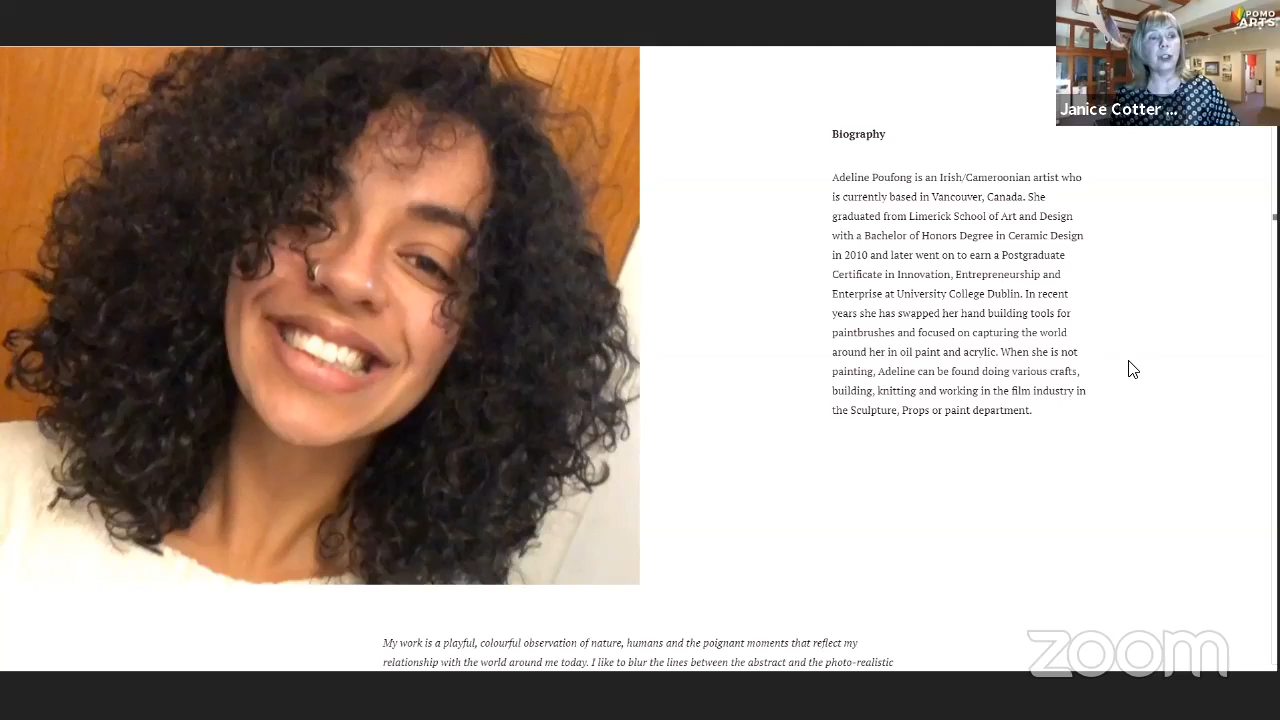 POMO
ARTS
Janice Cotter ...
Biography
Adeline Poufong is an Irish/Cameroonian artist who
is currently based in Vancouver, Canada. She
graduated from Limerick School of Art and Design
with a Bachelor of Honors Degree in Ceramic Design
in 2010 and later went on to earn a Postgraduate
Certificate in Innovation, Entrepreneurship and
Enterprise at University College Dublin. In recent
years she has swapped her hand building tools for
paintbrushes and focused on capturing the world
around her in oil paint and acrylic. When she is not
painting, Adeline can be found doing various crafts,
building, knitting and working in the film industry in
the Sculpture, Props or paint department.
My work is a playful, colourful observation of nature, humans and the poignant moments that reflect my
relationship with the world around me today. I like to blur the lines between the abstract and the photo-realistic
zoom